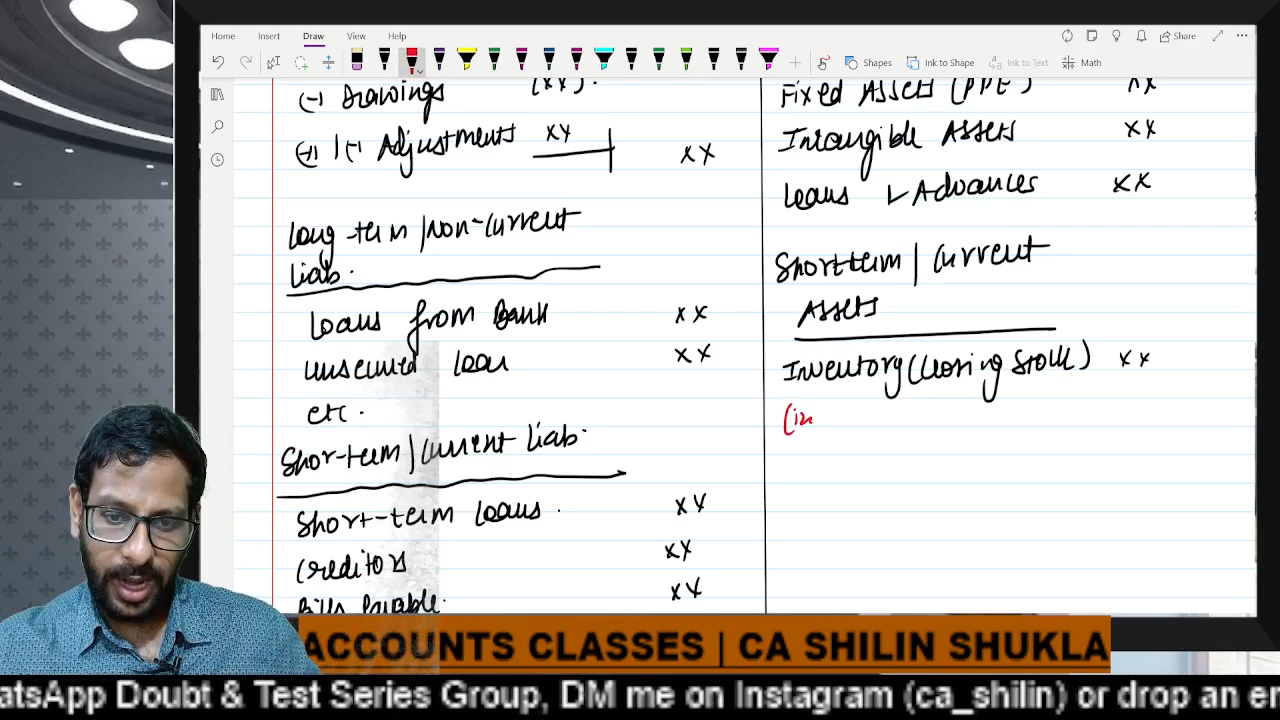 Home Insert Draw View Help
Share
Shapes Ink to Shape Ink to Text Math
(-) Drawings (xx).
(+) / (-) Adjustments xx xx
Long-term / Non-current
Liab.
Loans from Bank xx
unsecured loan xx
etc.
Shor-term / Current Liab.
Short-term Loans. xx
Creditors xx
Bills Payable. xx
Fixed Assets (PPE) xx
Intangible Assets xx
Loans & Advances xx
Short term / Current
Assets
Inventory (Closing Stock) xx
(in
ACCOUNTS CLASSES | CA SHILIN SHUKLA
atsApp Doubt & Test Series Group, DM me on Instagram (ca_shilin) or drop an en